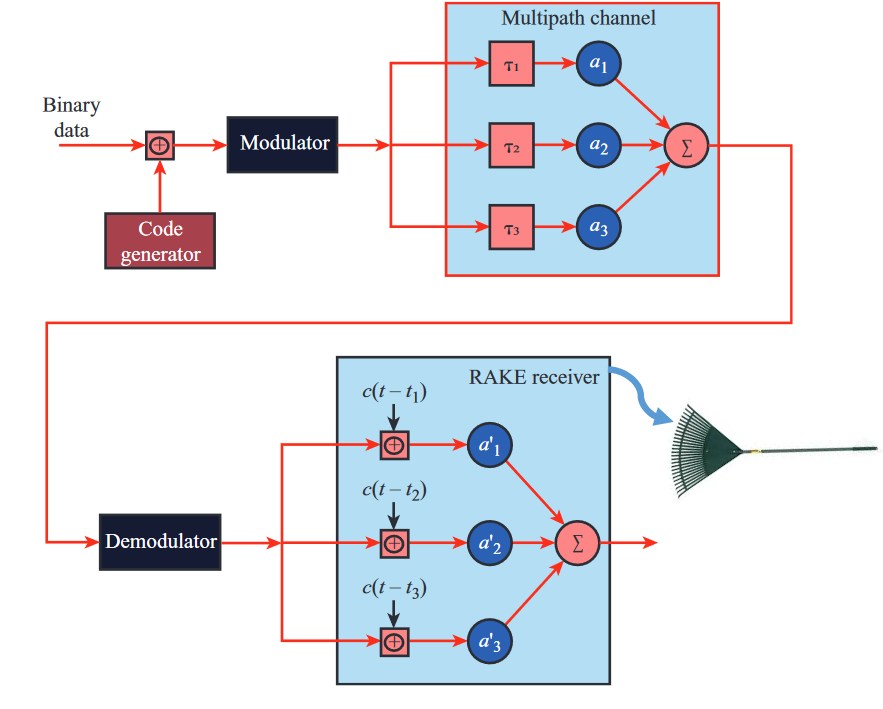 Multipath channel
Binary
data
⊕
Modulator
Code
generator
τ1
a1
τ2
a2
τ3
a3
Σ
RAKE receiver
c(t – t1)
⊕
a'1
c(t – t2)
⊕
a'2
Σ
Demodulator
c(t – t3)
⊕
a'3